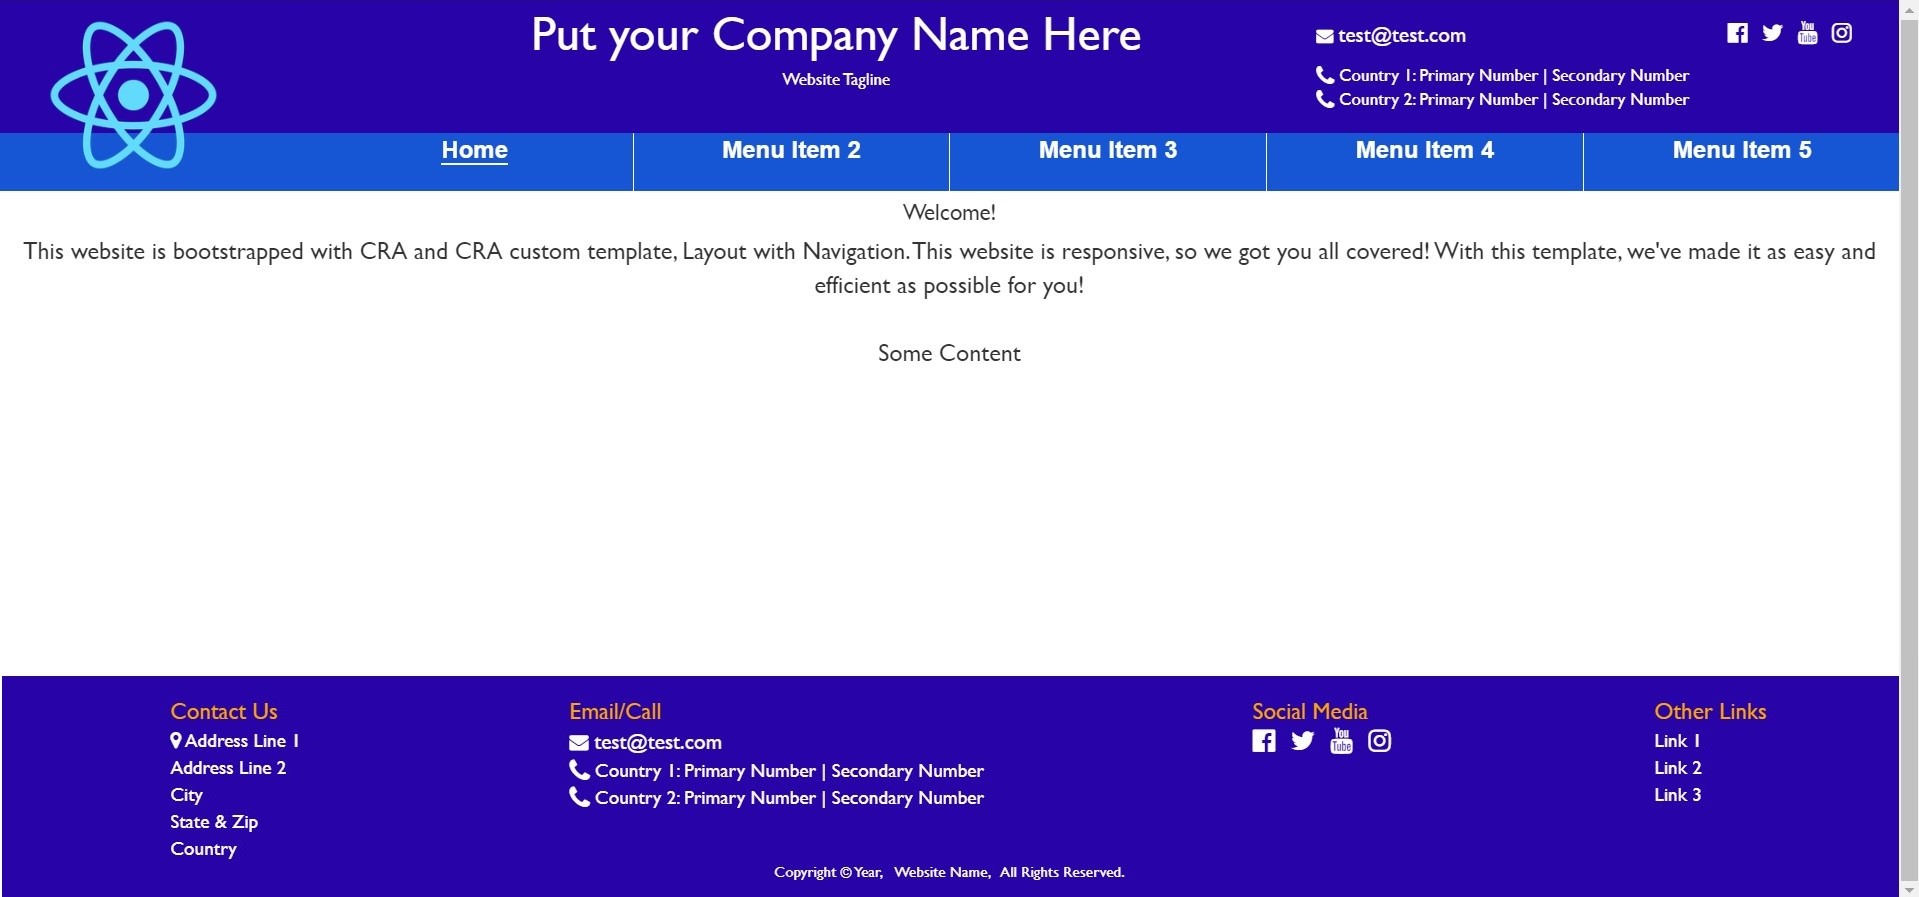 Put your Company Name Here
Website Tagline
test@test.com
You
Tube
Country 1: Primary Number | Secondary Number
Country 2: Primary Number | Secondary Number
Home
Menu Item 2
Menu Item 3
Menu Item 4
Menu Item 5
Welcome!
This website is bootstrapped with CRA and CRA custom template, Layout with Navigation. This website is responsive, so we got you all covered! With this template, we've made it as easy and
efficient as possible for you!
Some Content
Contact Us
Address Line 1
Address Line 2
City
State & Zip
Country
Email/Call
test@test.com
Country 1: Primary Number | Secondary Number
Country 2: Primary Number | Secondary Number
Social Media
You
Tube
Other Links
Link 1
Link 2
Link 3
Copyright © Year, Website Name, All Rights Reserved.